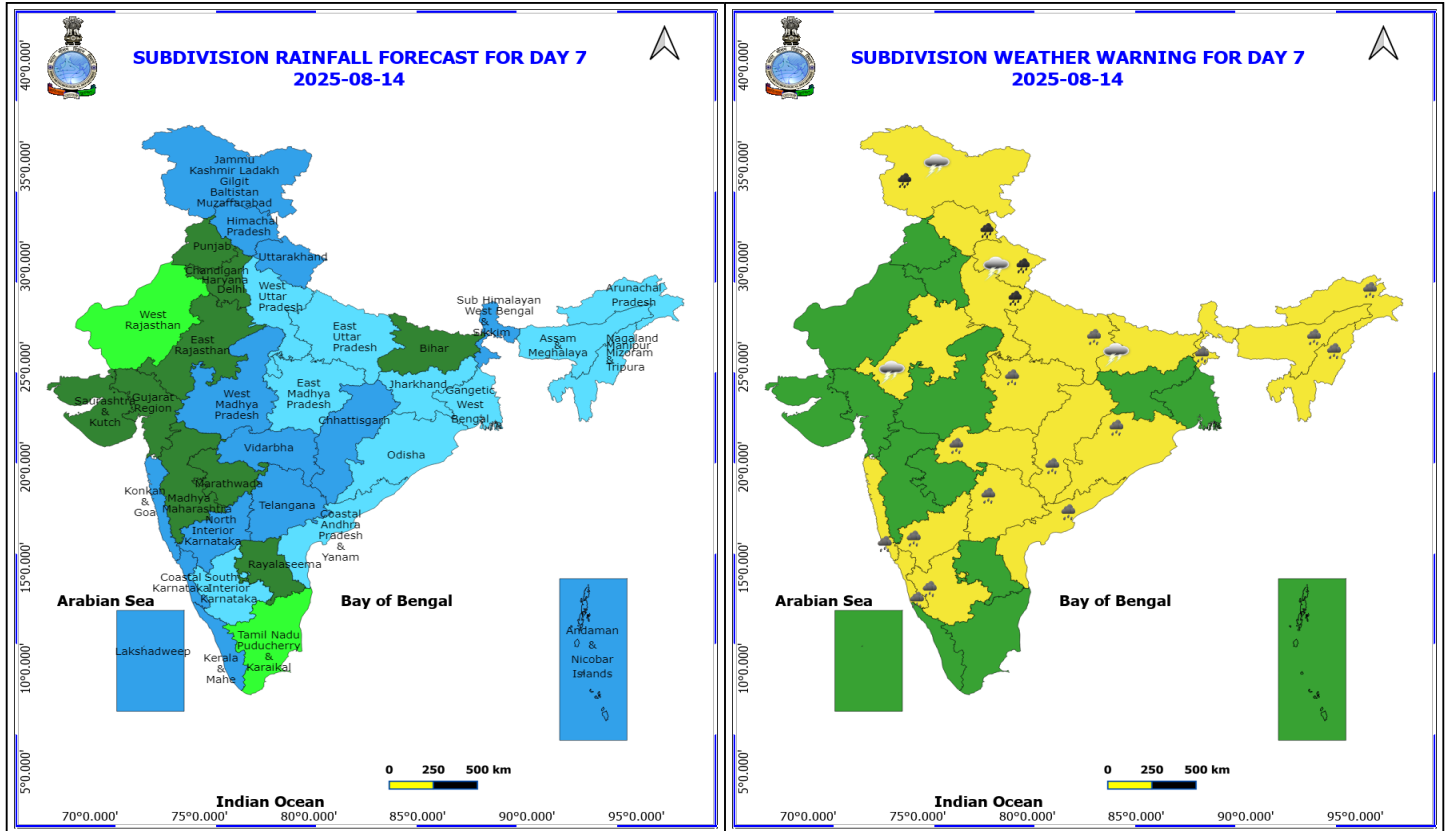 SUBDIVISION RAINFALL FORECAST FOR DAY 7
2025-08-14
40°0.000'
35°0.000'
30°0.000'
25°0.000'
20°0.000'
15°0.000'
10°0.000'
5°0.000'
Jammu
Kashmir Ladakh
Gilgit
Baltistan
Muzaffarabad
Himachal
Pradesh
Punjab
Uttarakhand
Chandigarh
Haryana
Delhi
West
Uttar
Pradesh
West
Rajasthan
East
Rajasthan
East
Uttar
Pradesh
Bihar
Sub Himalayan
West Bengal
&
Sikkim
Arunachal
Pradesh
Assam
&
Meghalaya
Nagaland
Manipur
Mizoram
&
Tripura
Saurashtra
&
Kutch
Gujarat
Region
West
Madhya
Pradesh
East
Madhya
Pradesh
Jharkhand
Gangetic
West
Bengal
Chhattisgarh
Odisha
Vidarbha
Konkan
&
Goa
Madhya
Maharashtra
Marathwada
Telangana
North
Interior
Karnataka
Coastal
Andhra
Pradesh
&
Yanam
Rayalaseema
Coastal
Karnataka
South
Interior
Karnataka
Arabian Sea
Bay of Bengal
Lakshadweep
Kerala
&
Mahe
Tamil Nadu
Puducherry
&
Karaikal
Andaman
&
Nicobar
Islands
0 250 500 km
Indian Ocean
70°0.000' 75°0.000' 80°0.000' 85°0.000' 90°0.000' 95°0.000'
SUBDIVISION WEATHER WARNING FOR DAY 7
2025-08-14
40°0.000'
35°0.000'
30°0.000'
25°0.000'
20°0.000'
15°0.000'
10°0.000'
5°0.000'
Arabian Sea
Bay of Bengal
0 250 500 km
Indian Ocean
70°0.000' 75°0.000' 80°0.000' 85°0.000' 90°0.000' 95°0.000'